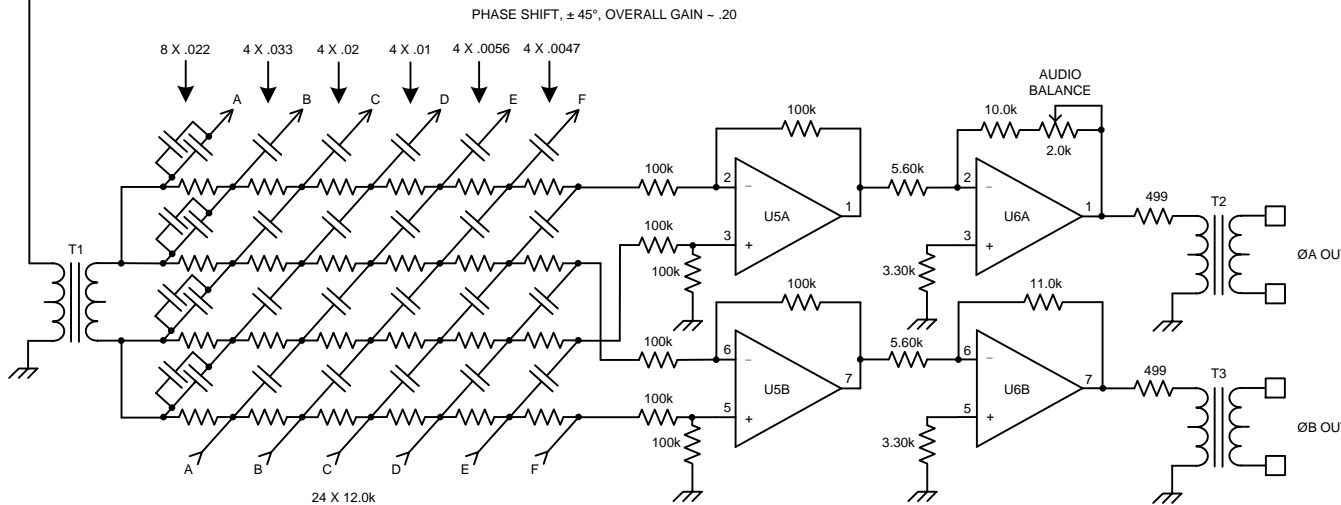 PHASE SHIFT, ± 45°, OVERALL GAIN ~ .20
8 X .022
4 X .033
4 X .02
4 X .01
4 X .0056
4 X .0047
A
B
C
D
E
F
AUDIO
BALANCE
100k
10.0k
2.0k
100k
5.60k
2
−
U5A
1
3
+
2
−
U6A
1
3
+
499
T2
T1
100k
100k
3.30k
ØA OU
100k
11.0k
100k
5.60k
6
−
U5B
7
5
+
6
−
U6B
7
5
+
499
T3
100k
100k
3.30k
ØB OU
A
B
C
D
E
F
24 X 12.0k